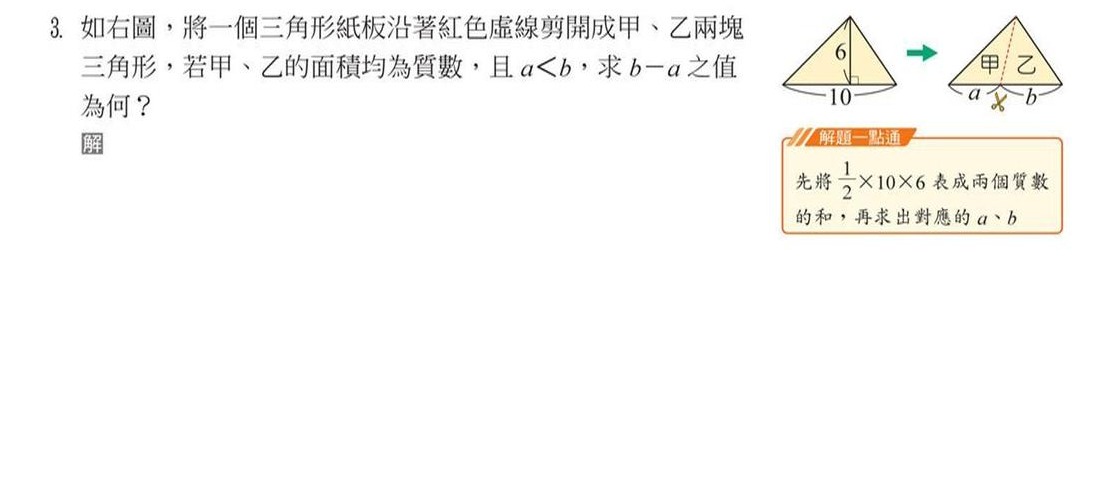 3. 如右圖，將一個三角形紙板沿著紅色虛線剪開成甲、乙兩塊
三角形，若甲、乙的面積均為質數，且 a<b，求 b－a 之值
為何？
解
6
10
甲 乙
a b
解題一點通
先將 1/2×10×6 表成兩個質數
的和，再求出對應的 a、b